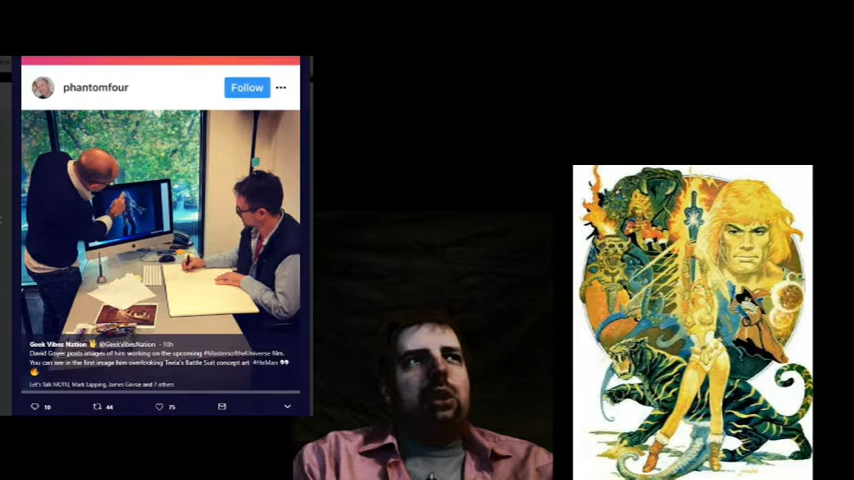 phantomfour
Follow
Geek Vibes Nation @GeekVibesNation · 10h
David Goyer posts images of him working on the upcoming #MastersoftheUniverse film.
You can see in the first image him overlooking Teela's Battle Suit concept art #HeMan
Let's Talk MOTU, Mark Lapping, James Gavsie and 7 others
10 44 75